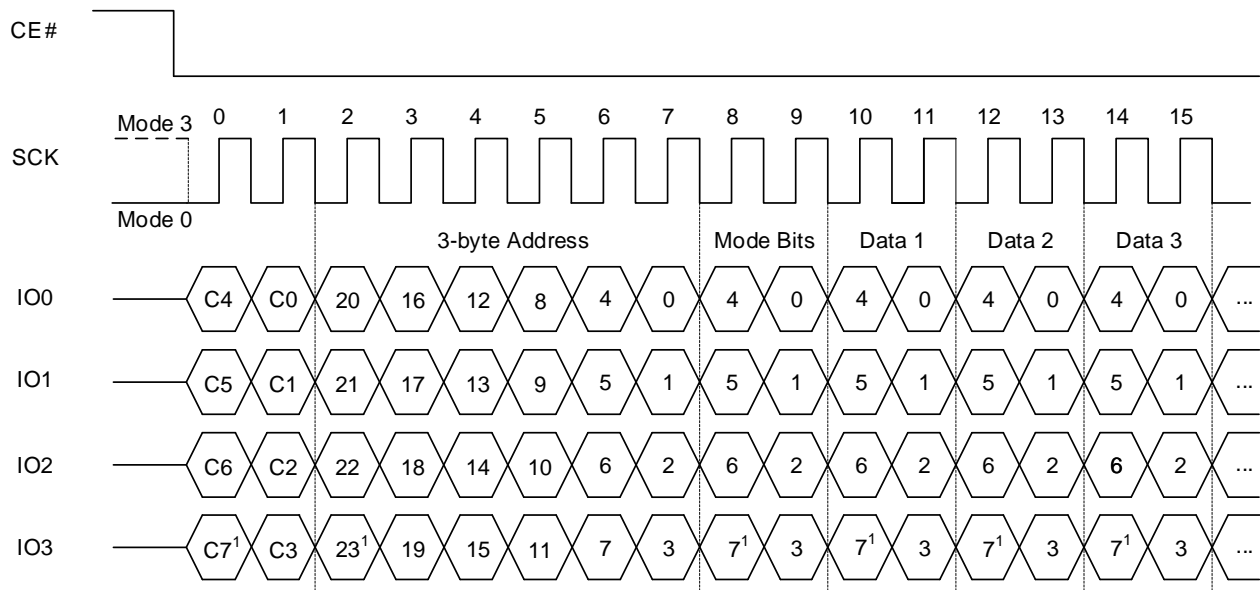 CE#
0 1 2 3 4 5 6 7 8 9 10 11 12 13 14 15
Mode 3
SCK
Mode 0
3-byte Address Mode Bits Data 1 Data 2 Data 3
IO0 C4 C0 20 16 12 8 4 0 4 0 4 0 4 0 4 0 ...
IO1 C5 C1 21 17 13 9 5 1 5 1 5 1 5 1 5 1 ...
IO2 C6 C2 22 18 14 10 6 2 6 2 6 2 6 2 6 2 ...
IO3 C7¹ C3 23¹ 19 15 11 7 3 7¹ 3 7¹ 3 7¹ 3 7¹ 3 ...